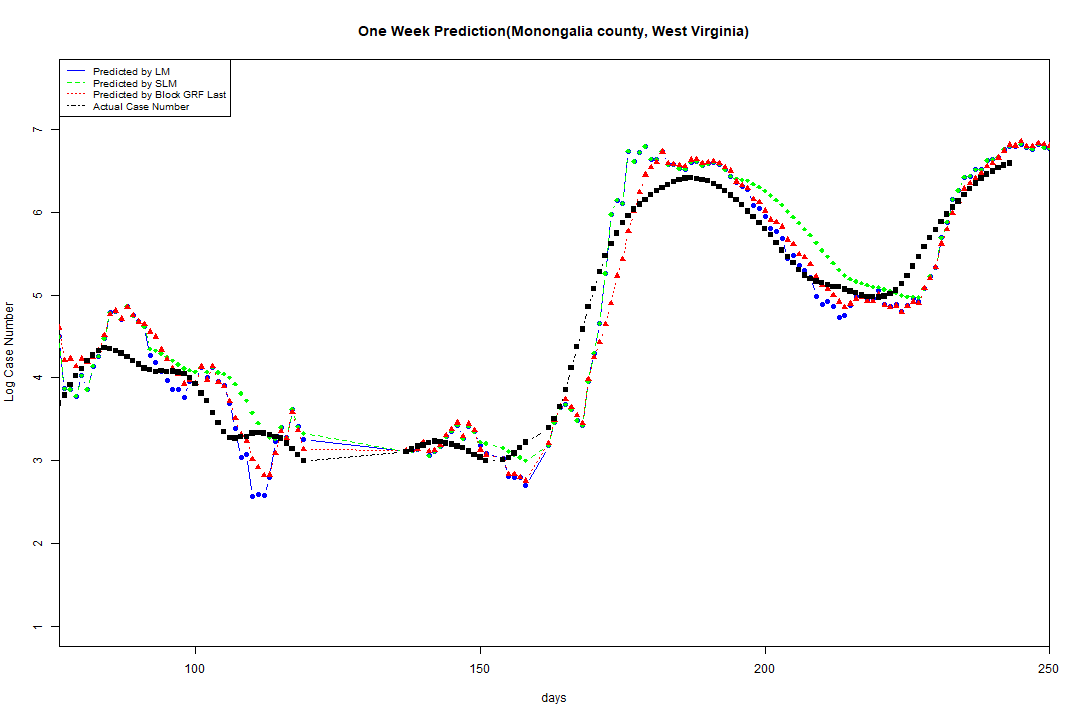 One Week Prediction(Monongalia county, West Virginia)
Predicted by LM
Predicted by SLM
Predicted by Block GRF Last
Actual Case Number
7
6
5
4
3
2
1
Log Case Number
100 150 200 250
days